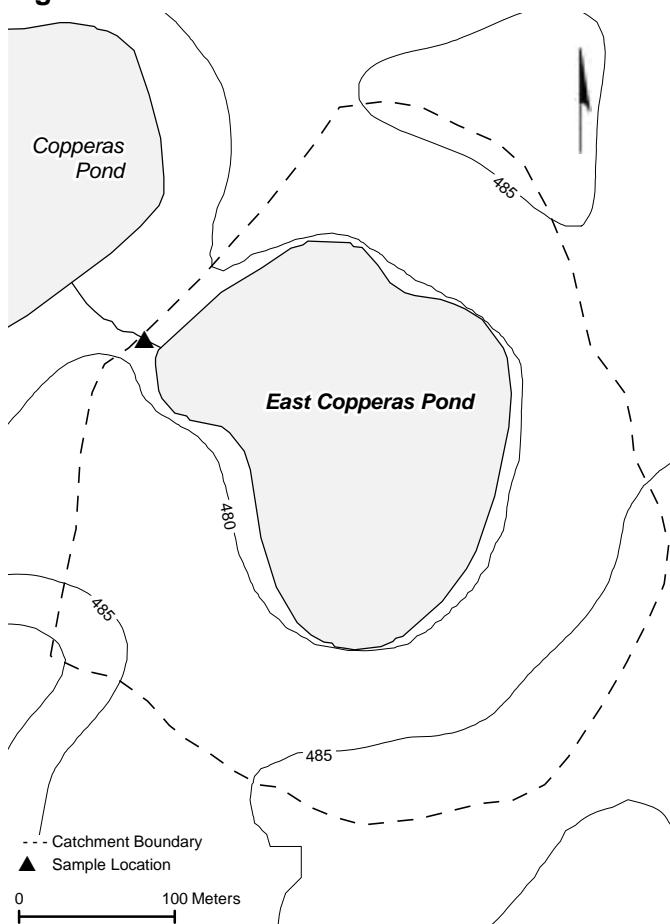 Copperas
Pond
485
East Copperas Pond
480
485
485
Catchment Boundary
Sample Location
0 100 Meters